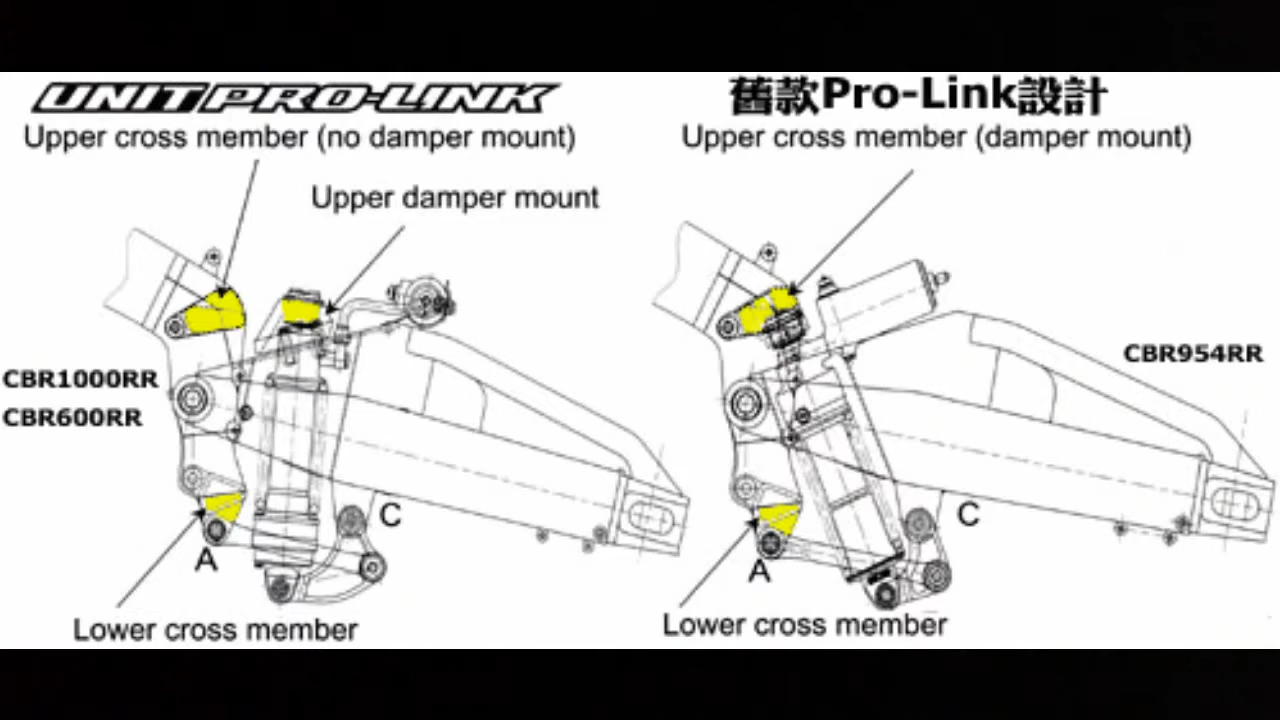 UNIT PRO-LINK
Upper cross member (no damper mount)
Upper damper mount
CBR1000RR
CBR600RR
A
C
Lower cross member
舊款Pro-Link設計
Upper cross member (damper mount)
CBR954RR
A
C
Lower cross member